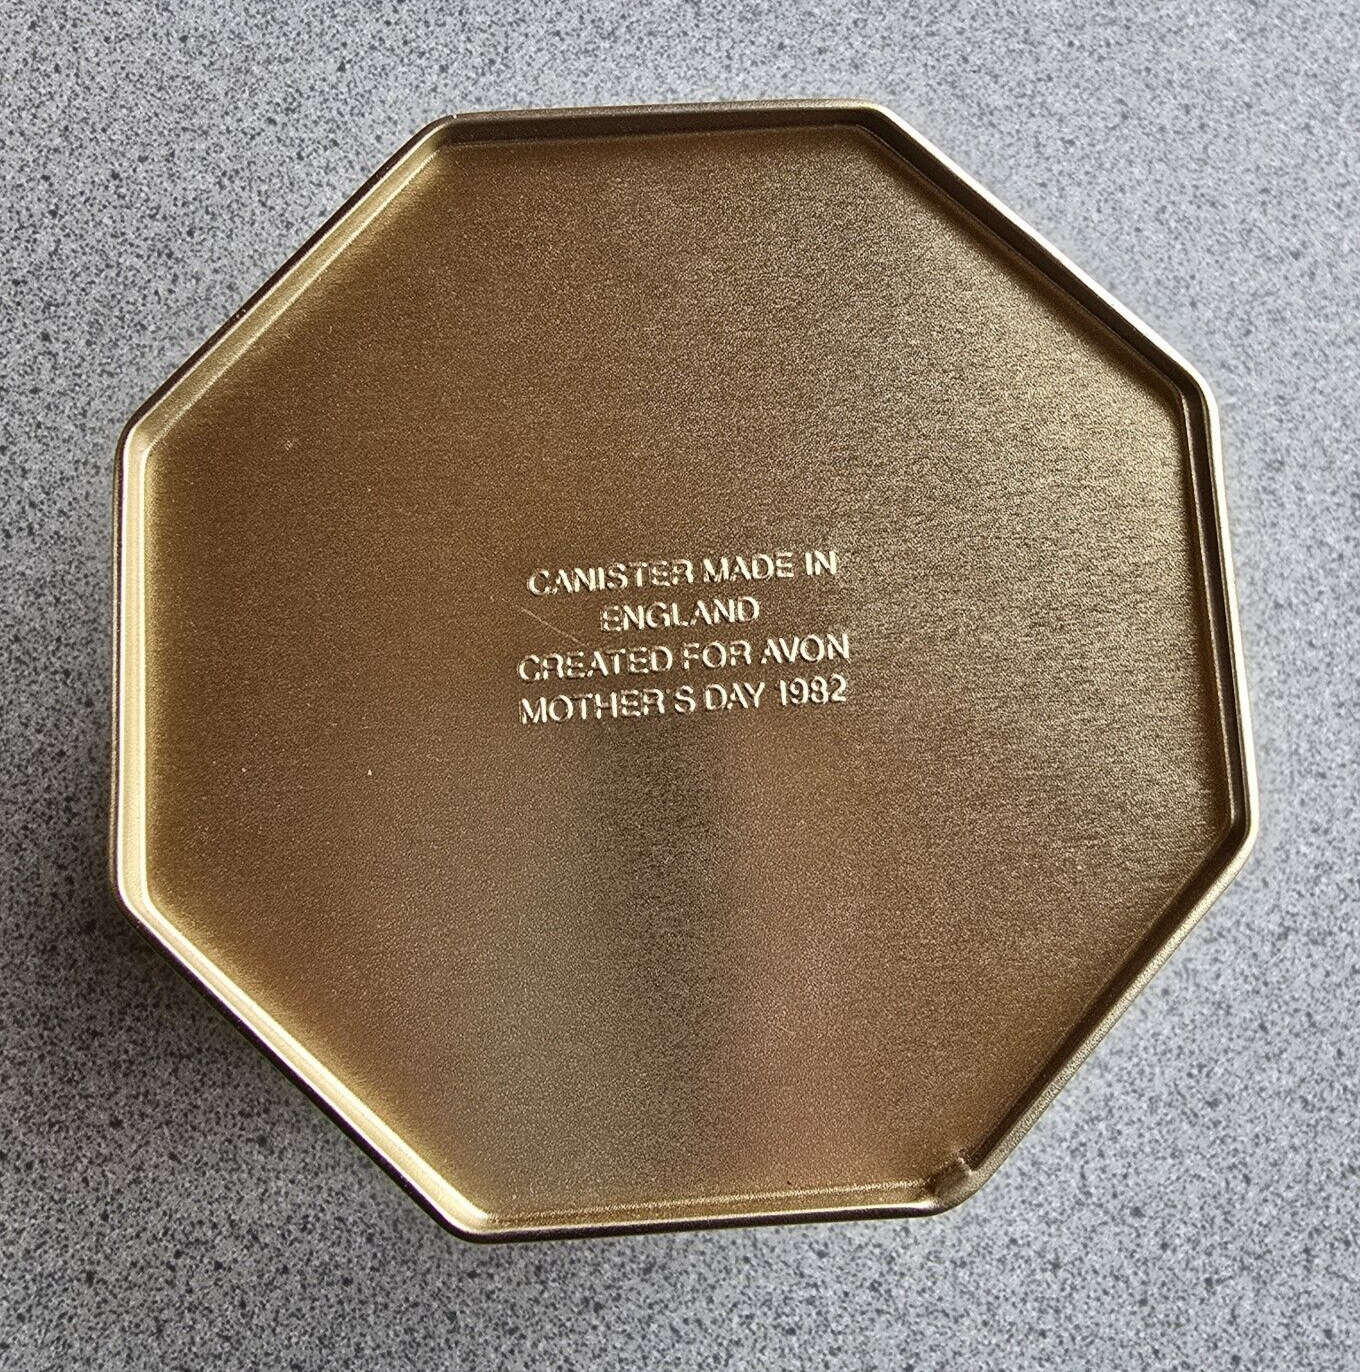 CANISTER MADE IN
ENGLAND
CREATED FOR AVON
MOTHER'S DAY 1982